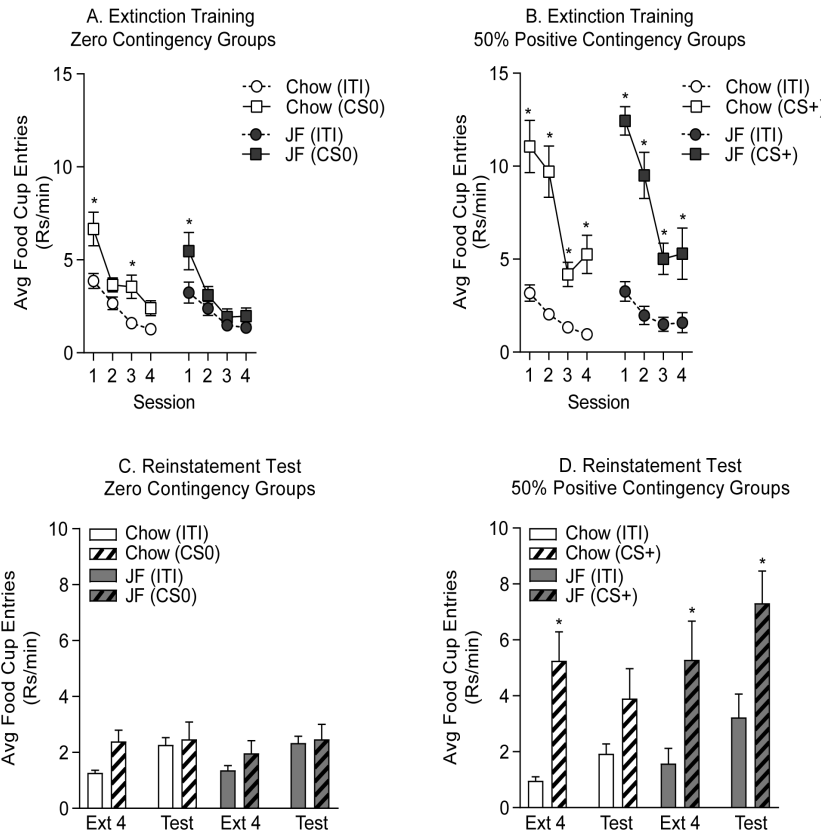 A. Extinction Training
Zero Contingency Groups
15
10
5
0
Avg Food Cup Entries
(Rs/min)
Chow (ITI)
Chow (CS0)
JF (ITI)
JF (CS0)
*
*
*
1 2 3 4 1 2 3 4
Session
B. Extinction Training
50% Positive Contingency Groups
15
10
5
0
Avg Food Cup Entries
(Rs/min)
Chow (ITI)
Chow (CS+)
JF (ITI)
JF (CS+)
*
*
*
*
*
*
*
*
1 2 3 4 1 2 3 4
Session
C. Reinstatement Test
Zero Contingency Groups
10
8
6
4
2
0
Avg Food Cup Entries
(Rs/min)
Chow (ITI)
Chow (CS0)
JF (ITI)
JF (CS0)
Ext 4 Test Ext 4 Test
D. Reinstatement Test
50% Positive Contingency Groups
10
8
6
4
2
0
Avg Food Cup Entries
(Rs/min)
Chow (ITI)
Chow (CS+)
JF (ITI)
JF (CS+)
*
*
*
Ext 4 Test Ext 4 Test